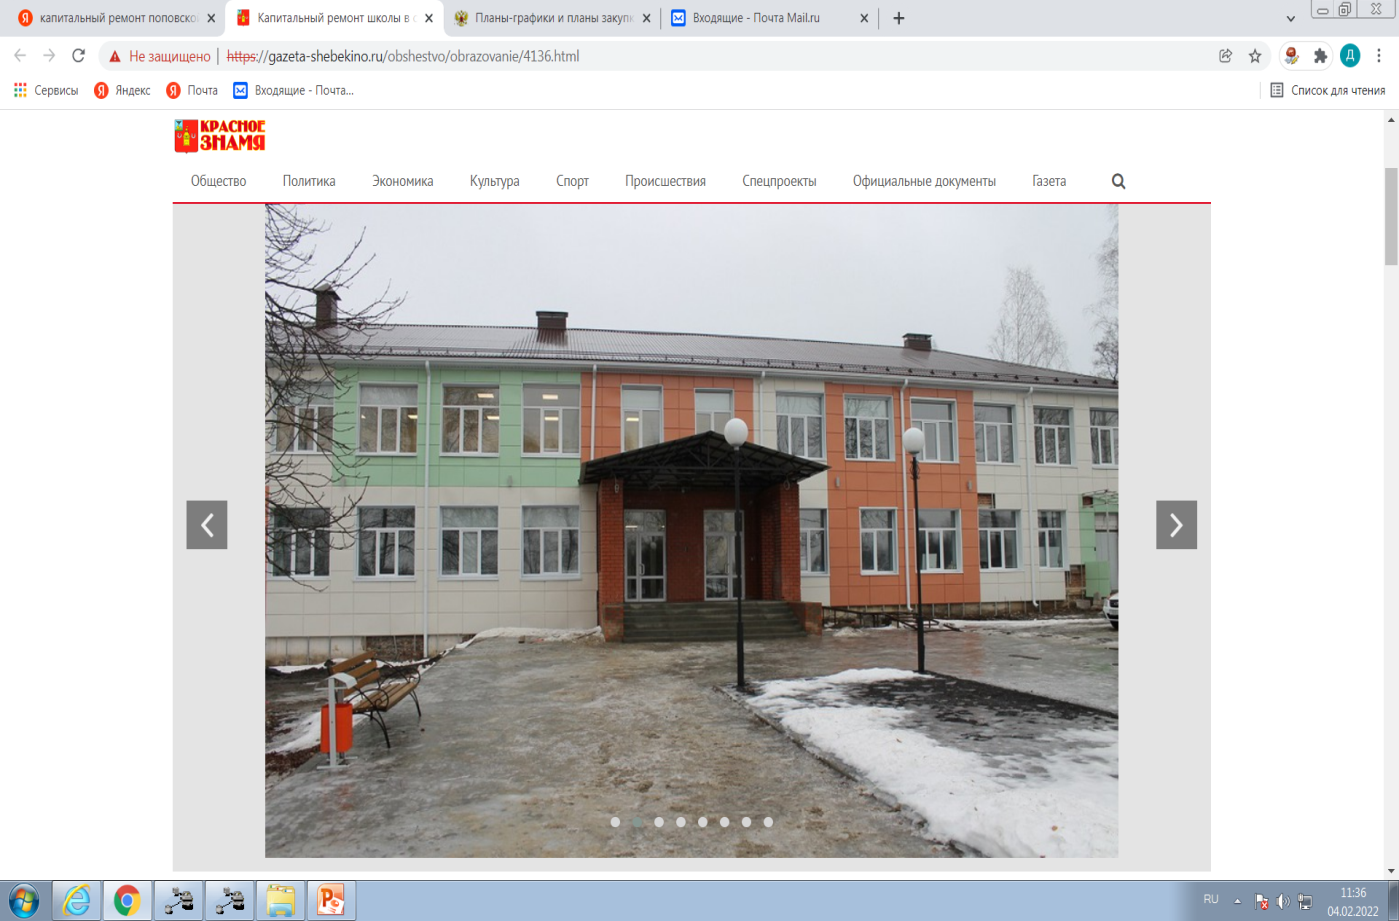 капитальный ремонт поповской
Капитальный ремонт школы в с
Планы-графики и планы закупк
Входящие - Почта Mail.ru
Не защищено
https://gazeta-shebekino.ru/obshestvo/obrazovanie/4136.html
Д
Сервисы
Я Яндекс
Я Почта
Входящие - Почта...
Список для чтения
КРАСНОЕ
ЗНАМЯ
Общество
Политика
Экономика
Культура
Спорт
Происшествия
Спецпроекты
Официальные документы
Газета
RU
11:36
04.02.2022